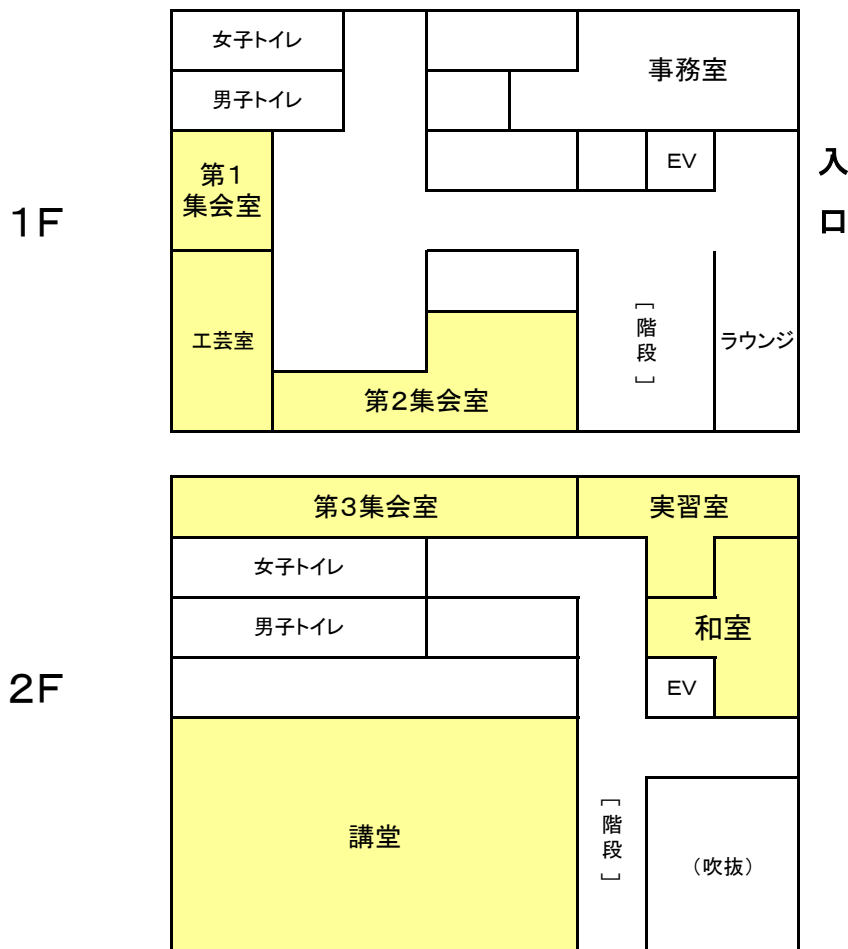 女子トイレ
事務室
男子トイレ
入
口
EV
第1
集会室
1F
工芸室
[階段]
ラウンジ
第2集会室
第3集会室
実習室
女子トイレ
男子トイレ
和室
2F
EV
講堂
[階段]
(吹抜)